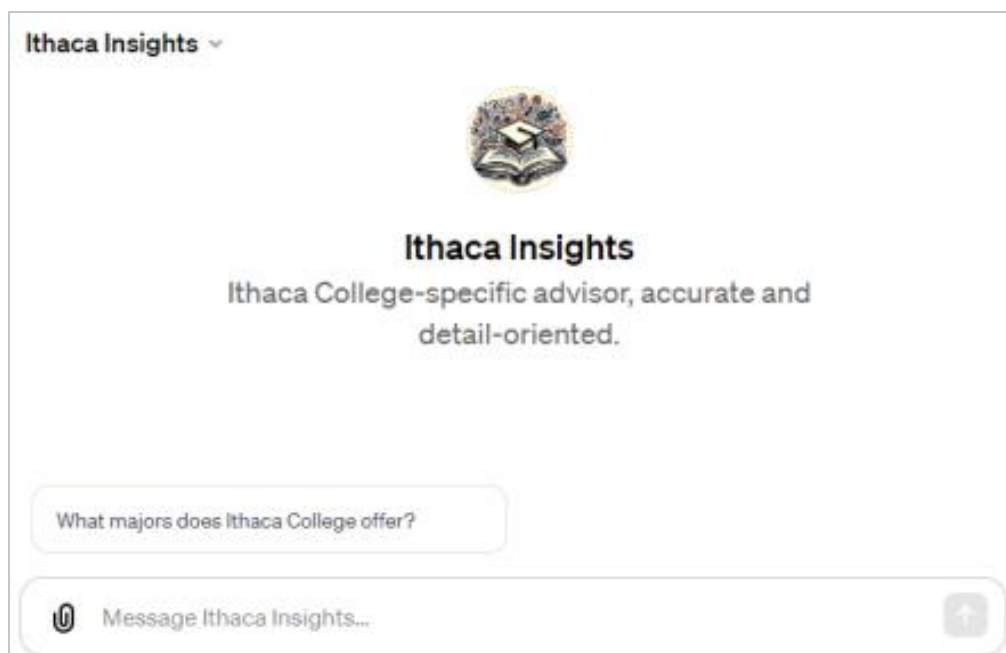 Ithaca Insights
Ithaca Insights
Ithaca College-specific advisor, accurate and
detail-oriented.
What majors does Ithaca College offer?
Message Ithaca Insights...